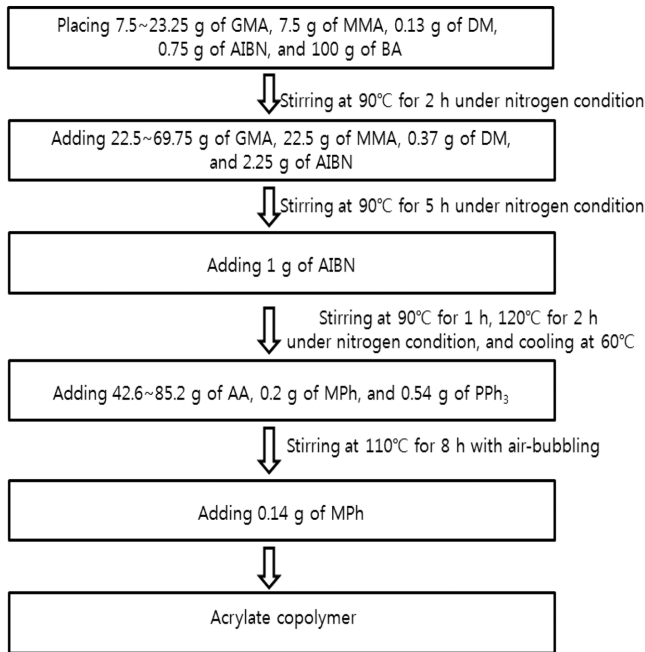 Placing 7.5~23.25 g of GMA, 7.5 g of MMA, 0.13 g of DM,
0.75 g of AIBN, and 100 g of BA
Stirring at 90℃ for 2 h under nitrogen condition
Adding 22.5~69.75 g of GMA, 22.5 g of MMA, 0.37 g of DM,
and 2.25 g of AIBN
Stirring at 90℃ for 5 h under nitrogen condition
Adding 1 g of AIBN
Stirring at 90℃ for 1 h, 120℃ for 2 h
under nitrogen condition, and cooling at 60℃
Adding 42.6~85.2 g of AA, 0.2 g of MPh, and 0.54 g of PPh₃
Stirring at 110℃ for 8 h with air-bubbling
Adding 0.14 g of MPh
Acrylate copolymer